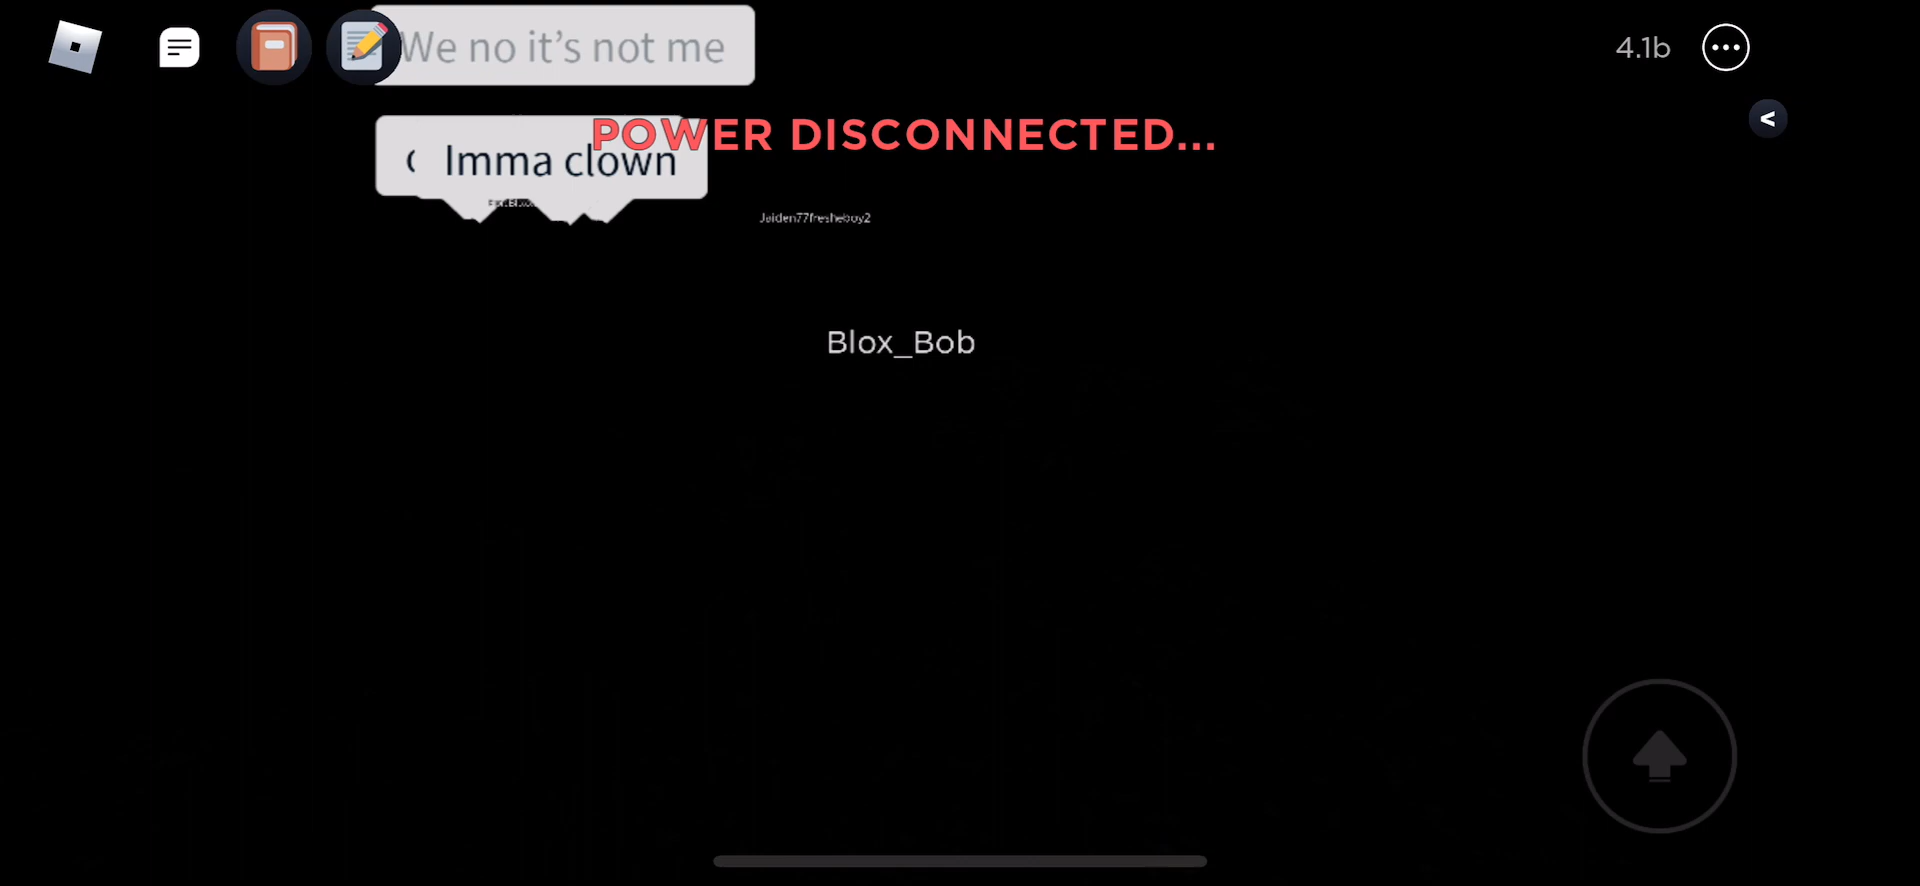 We no it's not me
4.1b
POWER DISCONNECTED...
Imma clown
Jaiden77fresheboy2
Blox_Bob